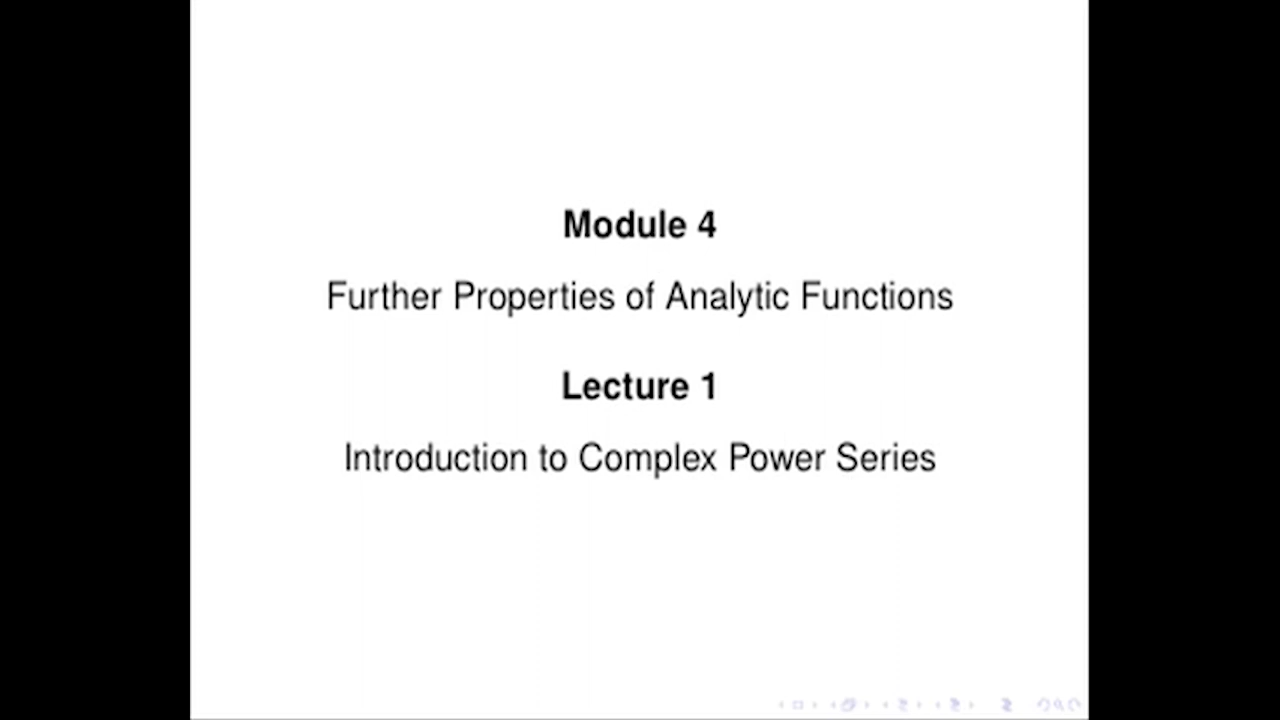 Module 4
Further Properties of Analytic Functions
Lecture 1
Introduction to Complex Power Series